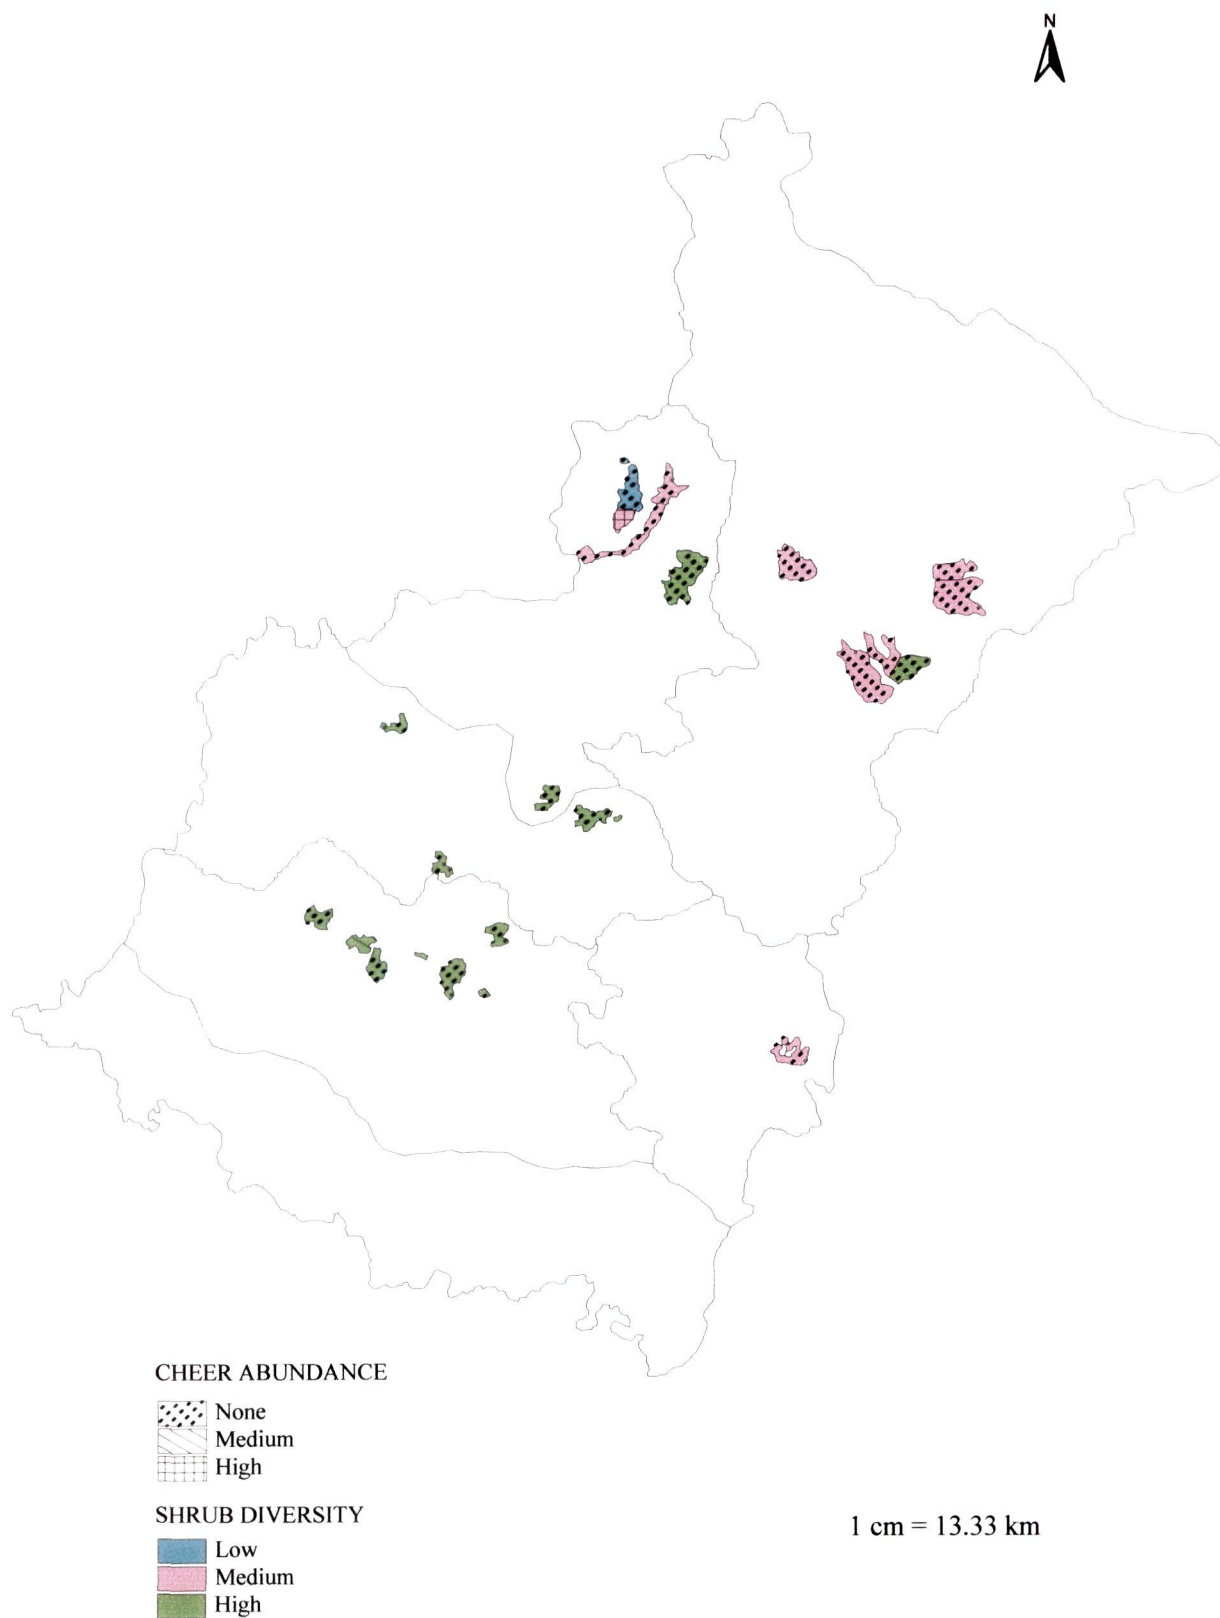 N
CHEER ABUNDANCE
None
Medium
High
SHRUB DIVERSITY
Low
Medium
High
1 cm = 13.33 km